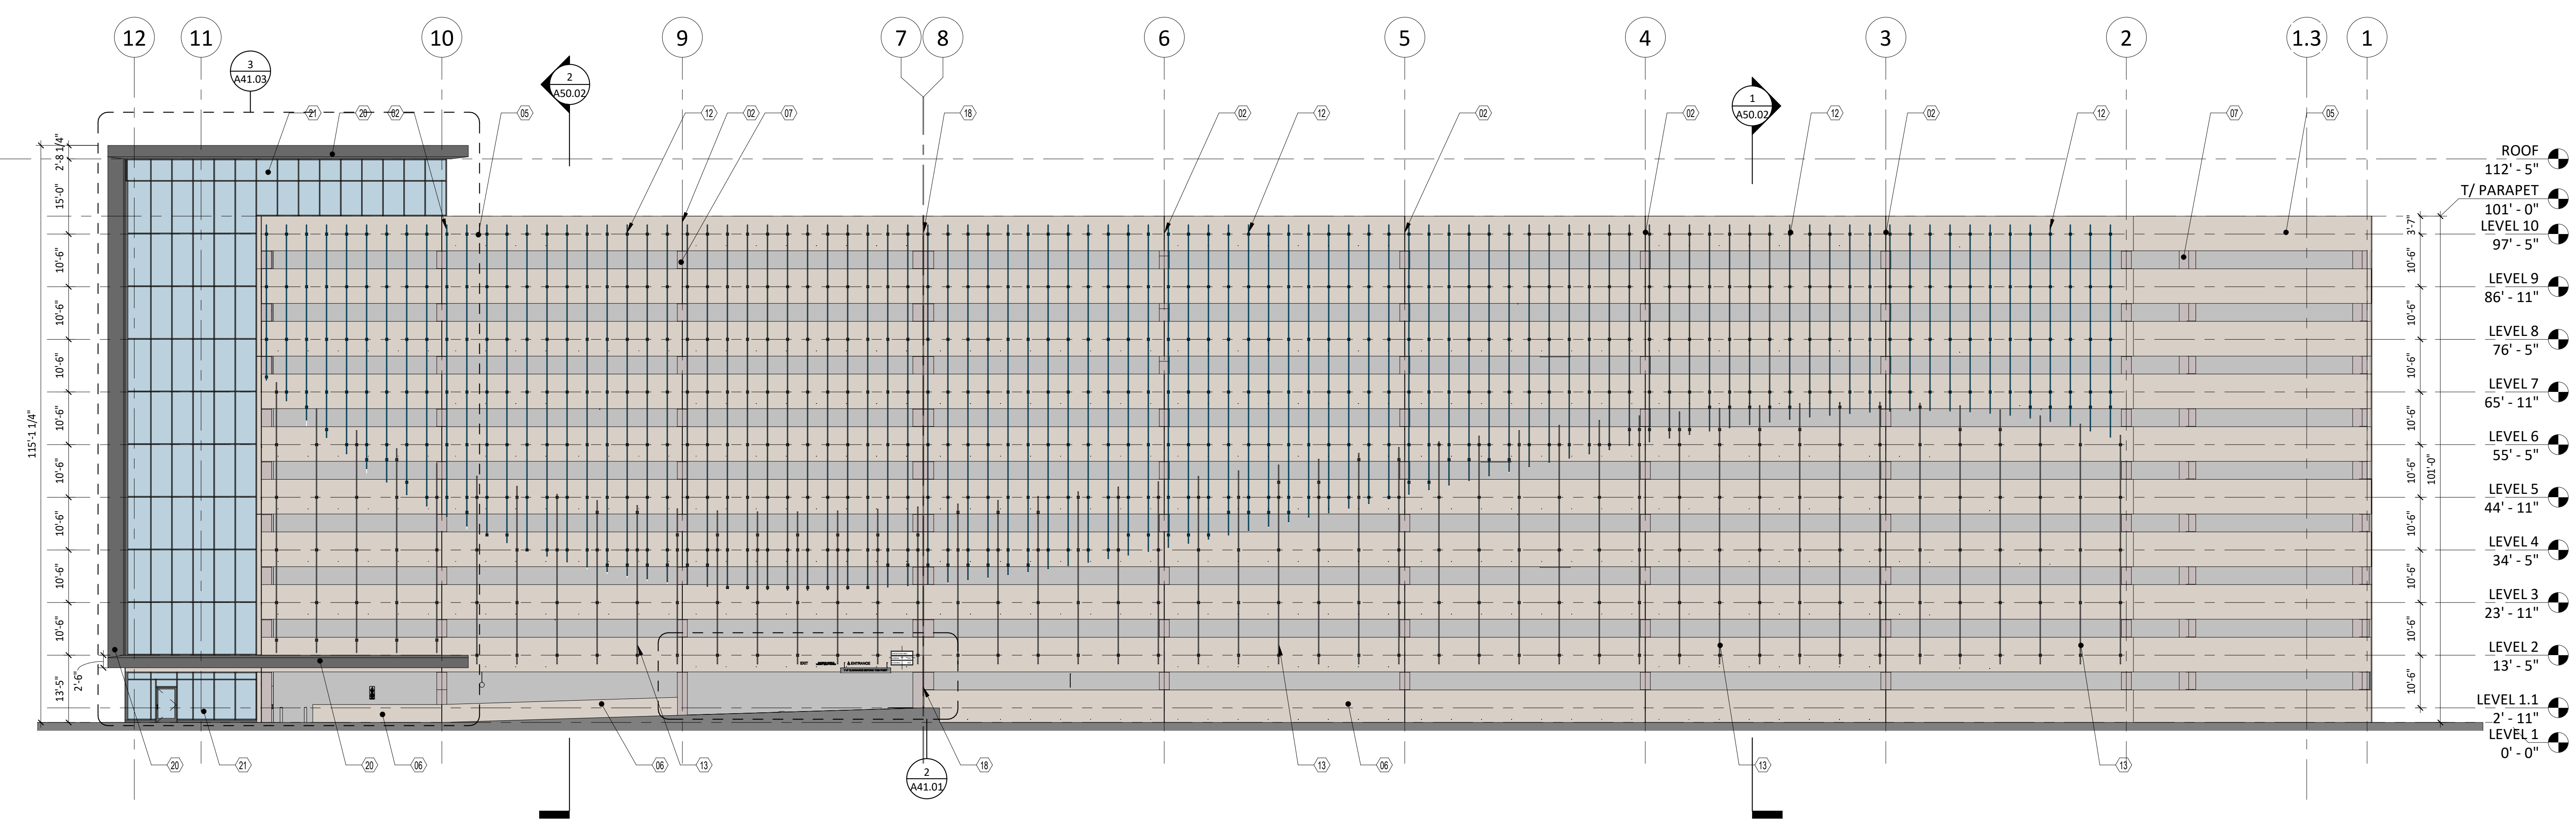 12 11 10 9 7 8 6 5 4 3 2 1.3 1
3
A41.03
2
A50.02
1
A50.02
21 20 02 05 12 02 07 18 02 12 02 02 12 02 12 07 05
ROOF
112' - 5"
T/ PARAPET
101' - 0"
LEVEL 10
97' - 5"
LEVEL 9
86' - 11"
LEVEL 8
76' - 5"
LEVEL 7
65' - 11"
LEVEL 6
55' - 5"
LEVEL 5
44' - 11"
LEVEL 4
34' - 5"
LEVEL 3
23' - 11"
LEVEL 2
13' - 5"
LEVEL 1.1
2' - 11"
LEVEL 1
0' - 0"
2'-8 1/4"
15'-0"
10'-6"
10'-6"
10'-6"
10'-6"
10'-6"
10'-6"
10'-6"
10'-6"
13'-5"
2'-6"
115'-1 1/4"
3'-7"
10'-6"
10'-6"
10'-6"
10'-6"
10'-6"
10'-6"
10'-6"
10'-6"
10'-6"
101'-0"
EXIT
ENTRANCE
20 21 20 06 06 13 18 13 06 13 13
2
A41.01